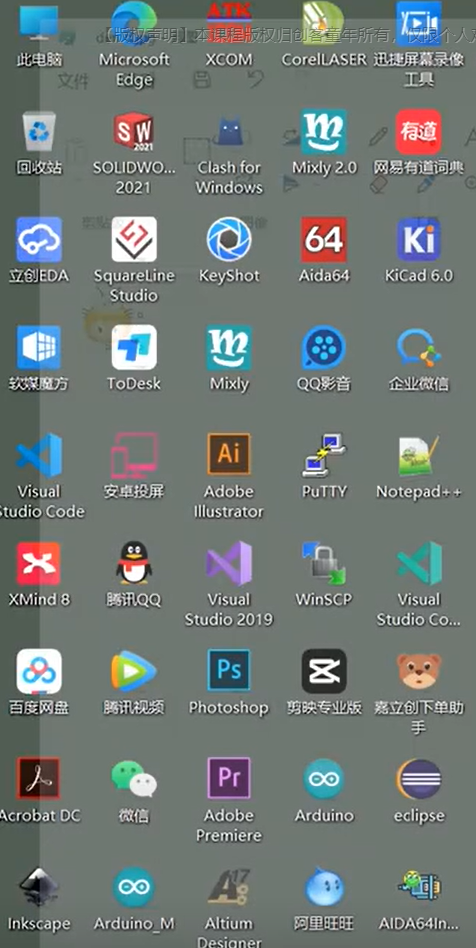 ATK
【版权声明】本课程版权归创客童年所有，仅限个人观
此电脑
Microsoft
Edge
XCOM
CorelLASER
迅捷屏幕录像
工具
文件
SW
2021
有道
回收站
SOLIDWO...
2021
Clash for
Windows
Mixly 2.0
网易有道词典
64
Ki
立创EDA
SquareLine
Studio
KeyShot
Aida64
KiCad 6.0
软媒魔方
ToDesk
Mixly
QQ影音
企业微信
Ai
Visual
Studio Code
安卓投屏
Adobe
Illustrator
PuTTY
Notepad++
XMind 8
腾讯QQ
Visual
Studio 2019
WinSCP
Visual
Studio Co...
Ps
百度网盘
腾讯视频
Photoshop
剪映专业版
嘉立创下单助
手
Pr
Acrobat DC
微信
Adobe
Premiere
Arduino
eclipse
17
Inkscape
Arduino_M
Altium
Designer
阿里旺旺
AIDA64In...